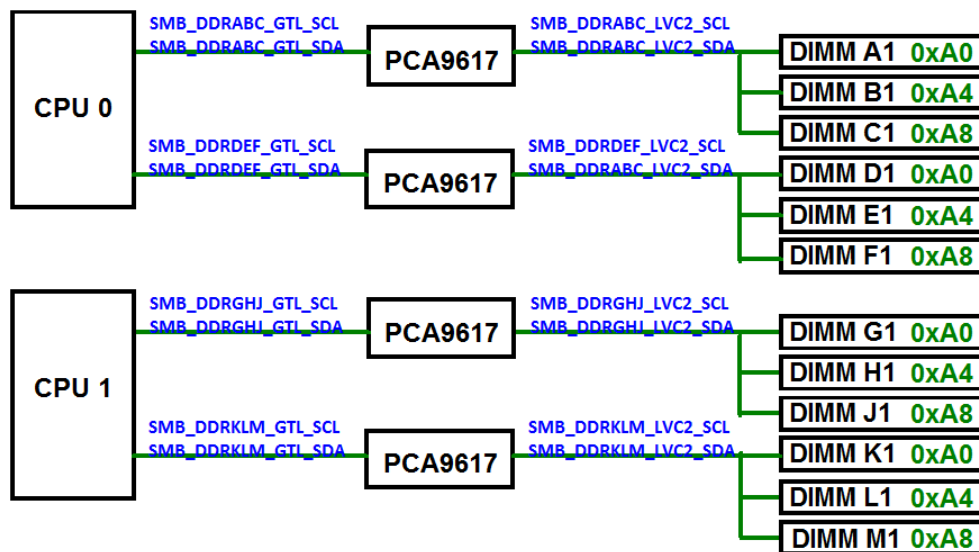 SMB_DDRABC_GTL_SCL
SMB_DDRABC_GTL_SDA
SMB_DDRABC_LVC2_SCL
SMB_DDRABC_LVC2_SDA
CPU 0
PCA9617
DIMM A1 0xA0
DIMM B1 0xA4
DIMM C1 0xA8
SMB_DDRDEF_GTL_SCL
SMB_DDRDEF_GTL_SDA
SMB_DDRDEF_LVC2_SCL
SMB_DDRABC_LVC2_SDA
PCA9617
DIMM D1 0xA0
DIMM E1 0xA4
DIMM F1 0xA8
SMB_DDRGHJ_GTL_SCL
SMB_DDRGHJ_GTL_SDA
SMB_DDRGHJ_LVC2_SCL
SMB_DDRGHJ_LVC2_SDA
CPU 1
PCA9617
DIMM G1 0xA0
DIMM H1 0xA4
DIMM J1 0xA8
SMB_DDRKLM_GTL_SCL
SMB_DDRKLM_GTL_SDA
SMB_DDRKLM_LVC2_SCL
SMB_DDRKLM_LVC2_SDA
PCA9617
DIMM K1 0xA0
DIMM L1 0xA4
DIMM M1 0xA8